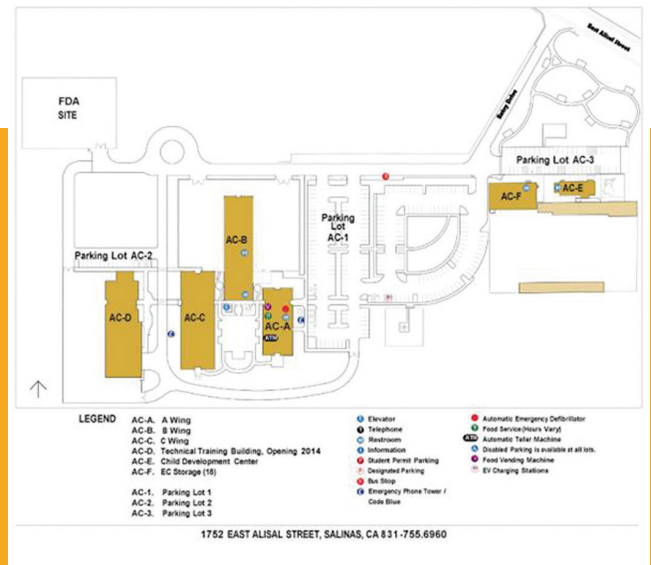 East Alisal Street
Bairy Drive
FDA
SITE
Parking Lot AC-3
AC-F
AC-E
Parking
Lot
AC-1
AC-B
Parking Lot AC-2
AC-D
AC-C
AC-A
ATM
LEGEND
AC-A. A Wing
AC-B. B Wing
AC-C. C Wing
AC-D. Technical Training Building, Opening 2014
AC-E. Child Development Center
AC-F. EC Storage (18)
AC-1. Parking Lot 1
AC-2. Parking Lot 2
AC-3. Parking Lot 3
Elevator
Telephone
Restroom
Information
Student Permit Parking
Designated Parking
Bus Stop
Emergency Phone Tower /
Code Blue
Automatic Emergency Defibrillator
Food Service (Hours Vary)
ATM Automatic Teller Machine
Disabled Parking is available at all lots.
Food Vending Machine
EV Charging Stations
1752 EAST ALISAL STREET, SALINAS, CA 831-755.6960